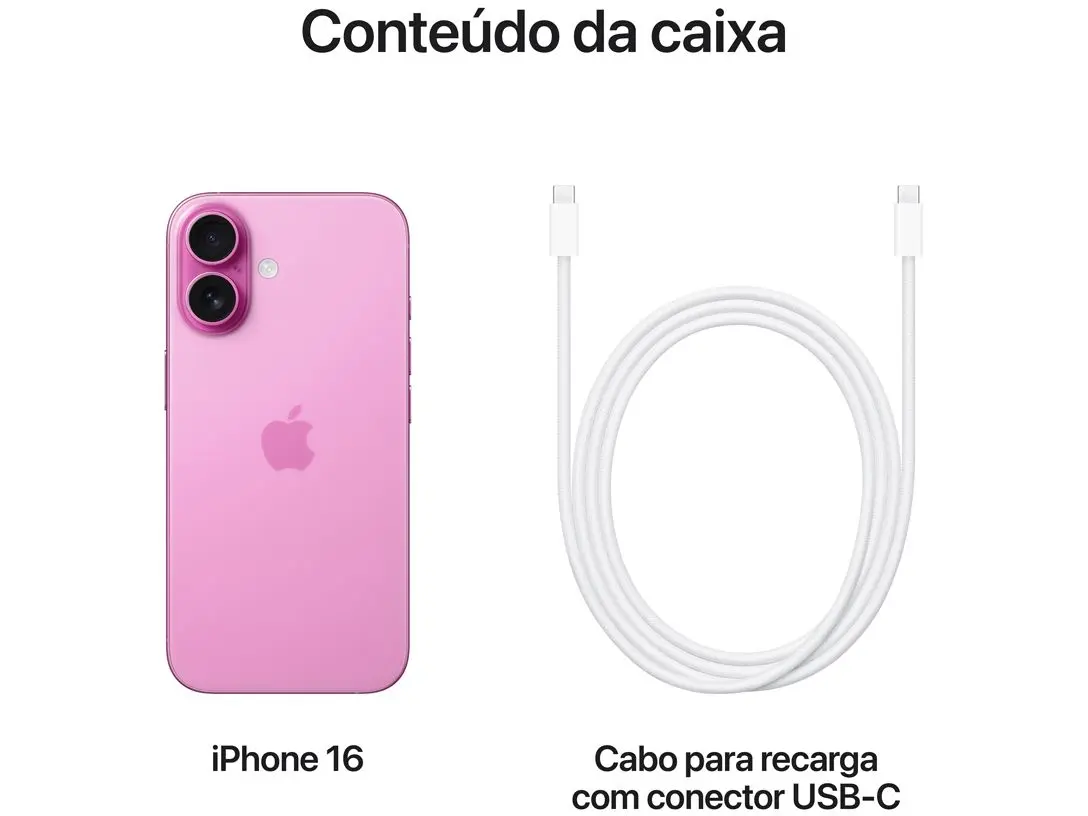 Conteúdo da caixa
iPhone 16
Cabo para recarga
com conector USB-C